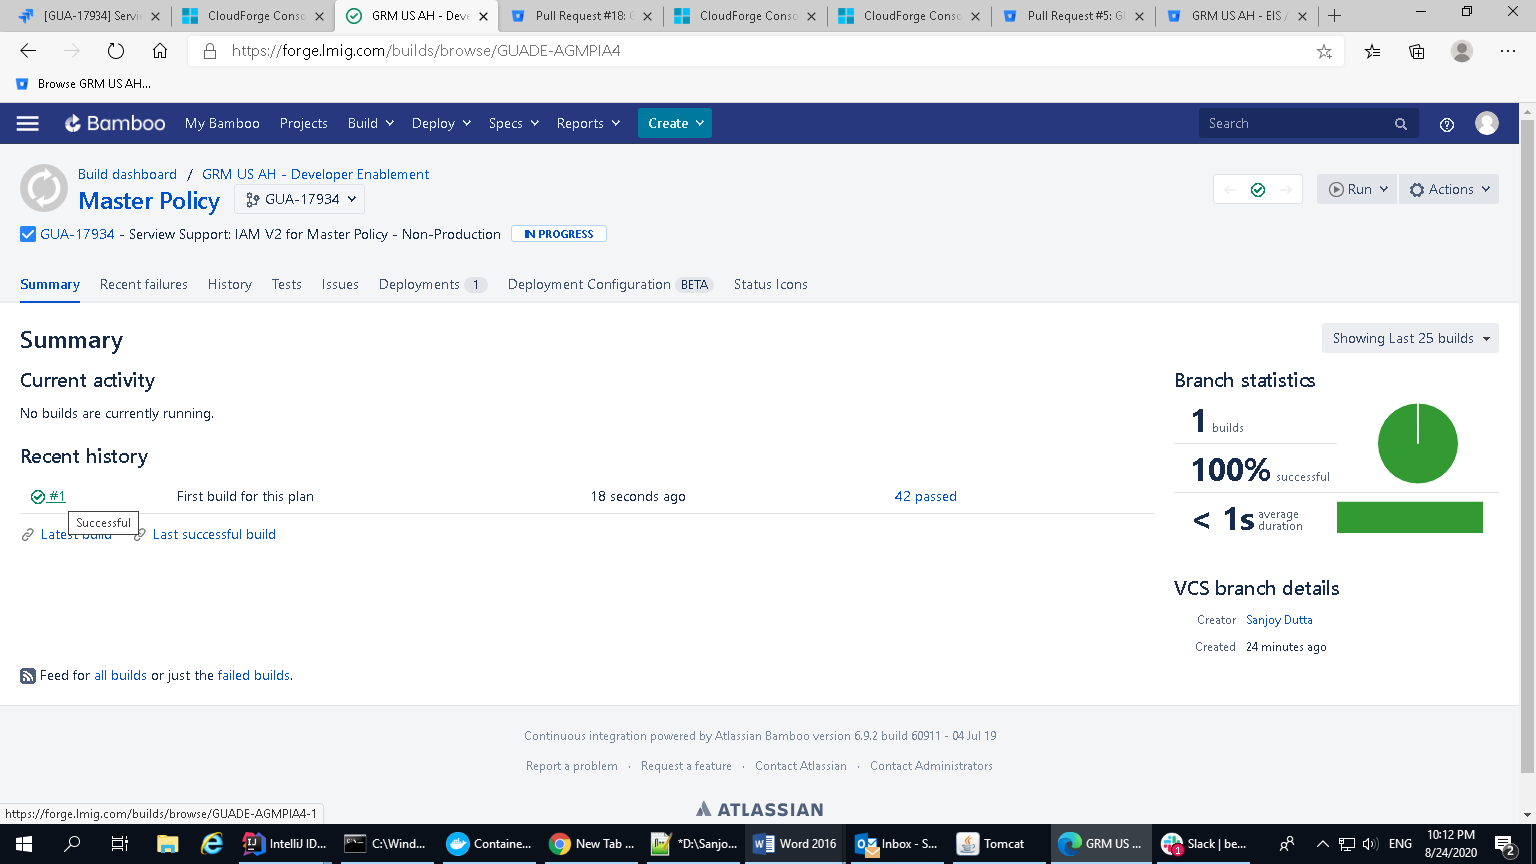 [GUA-17934] Servi
CloudForge Conso
GRM US AH - Deve
Pull Request #18: G
CloudForge Conso
CloudForge Conso
Pull Request #5: GU
GRM US AH - EIS /
https://forge.lmig.com/builds/browse/GUADE-AGMPIA4
Browse GRM US AH...
Bamboo
My Bamboo
Projects
Build
Deploy
Specs
Reports
Create
Search
Build dashboard / GRM US AH - Developer Enablement
Master Policy
GUA-17934
Run
Actions
GUA-17934 - Serview Support: IAM V2 for Master Policy - Non-Production IN PROGRESS
Summary
Recent failures
History
Tests
Issues
Deployments 1
Deployment Configuration BETA
Status Icons
Summary
Showing Last 25 builds
Current activity
No builds are currently running.
Recent history
#1 First build for this plan 18 seconds ago 42 passed
Successful
Latest build
Last successful build
Branch statistics
1 builds
100% successful
< 1s average duration
VCS branch details
Creator Sanjoy Dutta
Created 24 minutes ago
Feed for all builds or just the failed builds.
Continuous integration powered by Atlassian Bamboo version 6.9.2 build 60911 - 04 Jul 19
Report a problem · Request a feature · Contact Atlassian · Contact Administrators
ATLASSIAN
https://forge.lmig.com/builds/browse/GUADE-AGMPIA4-1
IntelliJ ID...
C:\Wind...
Containe...
New Tab ...
*D:\Sanjo...
Word 2016
Inbox - S...
Tomcat
GRM US ...
1
Slack | be...
ENG
10:12 PM
8/24/2020
2